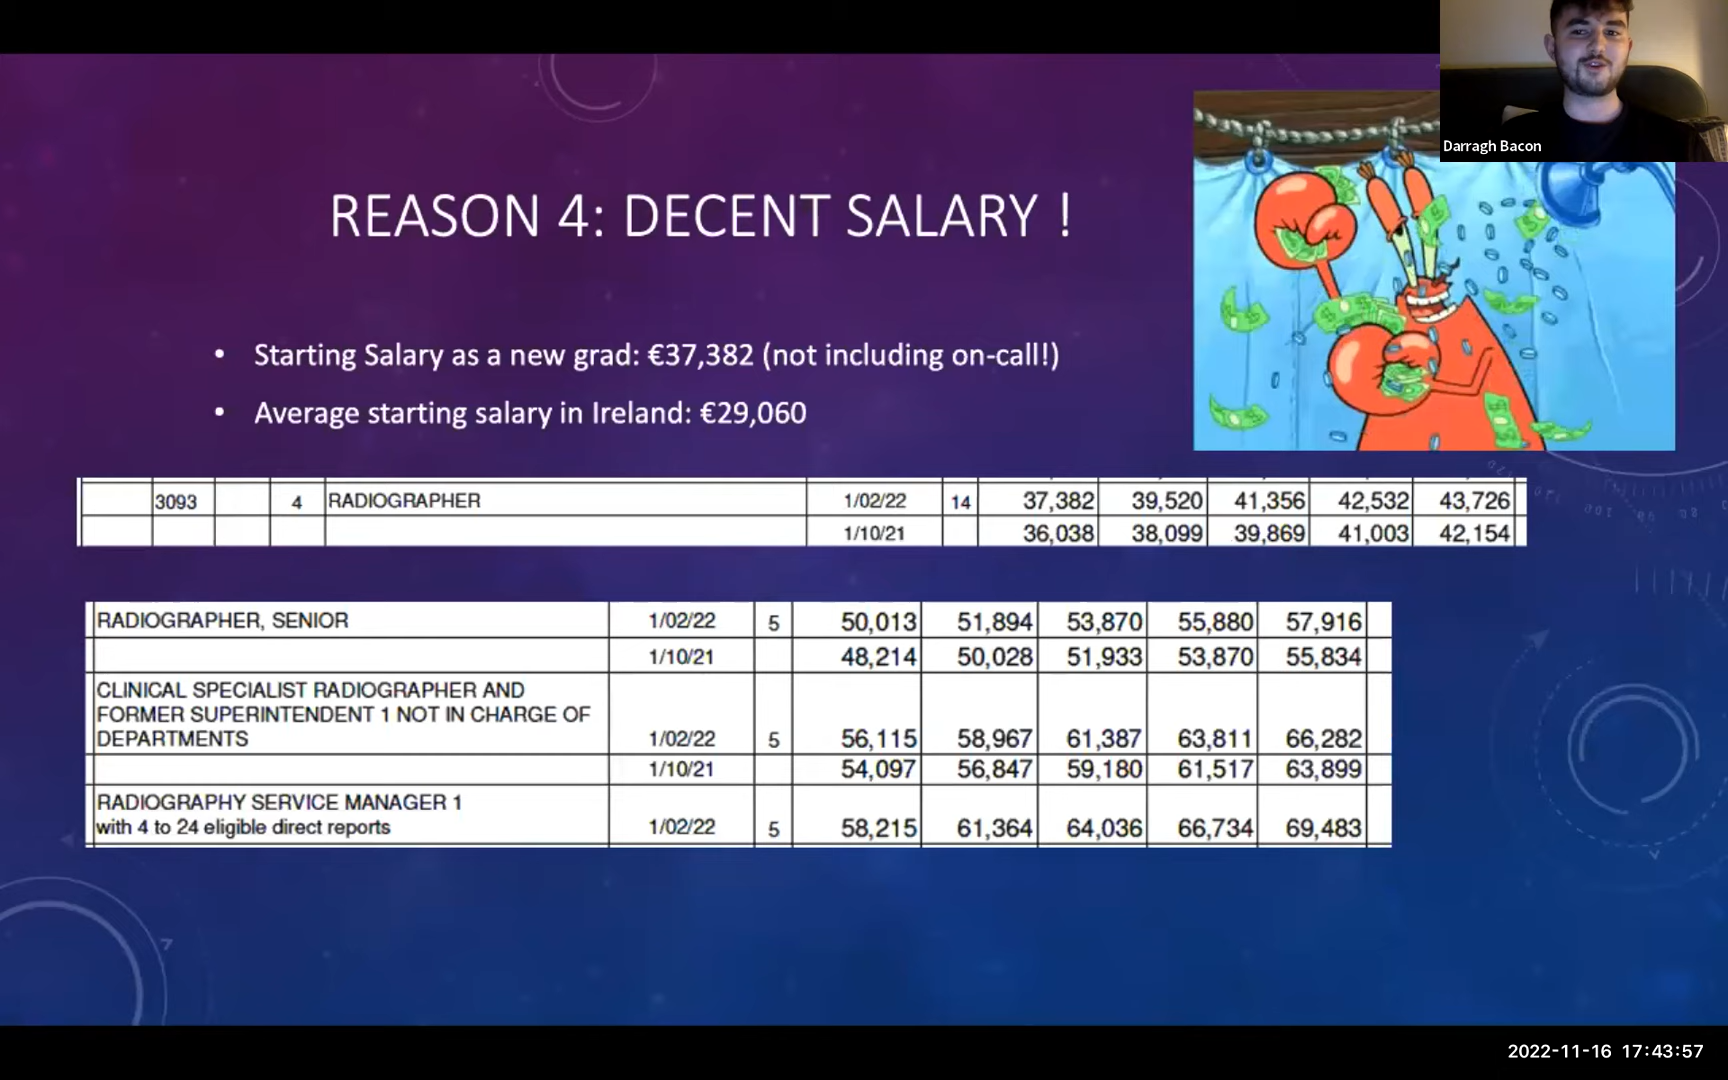 Darragh Bacon
REASON 4: DECENT SALARY !
• Starting Salary as a new grad: €37,382 (not including on-call!)
• Average starting salary in Ireland: €29,060
3093 4 RADIOGRAPHER 1/02/22 14 37,382 39,520 41,356 42,532 43,726
1/10/21 36,038 38,099 39,869 41,003 42,154
RADIOGRAPHER, SENIOR 1/02/22 5 50,013 51,894 53,870 55,880 57,916
1/10/21 48,214 50,028 51,933 53,870 55,834
CLINICAL SPECIALIST RADIOGRAPHER AND
FORMER SUPERINTENDENT 1 NOT IN CHARGE OF
DEPARTMENTS 1/02/22 5 56,115 58,967 61,387 63,811 66,282
1/10/21 54,097 56,847 59,180 61,517 63,899
RADIOGRAPHY SERVICE MANAGER 1
with 4 to 24 eligible direct reports 1/02/22 5 58,215 61,364 64,036 66,734 69,483
2022-11-16 17:43:57